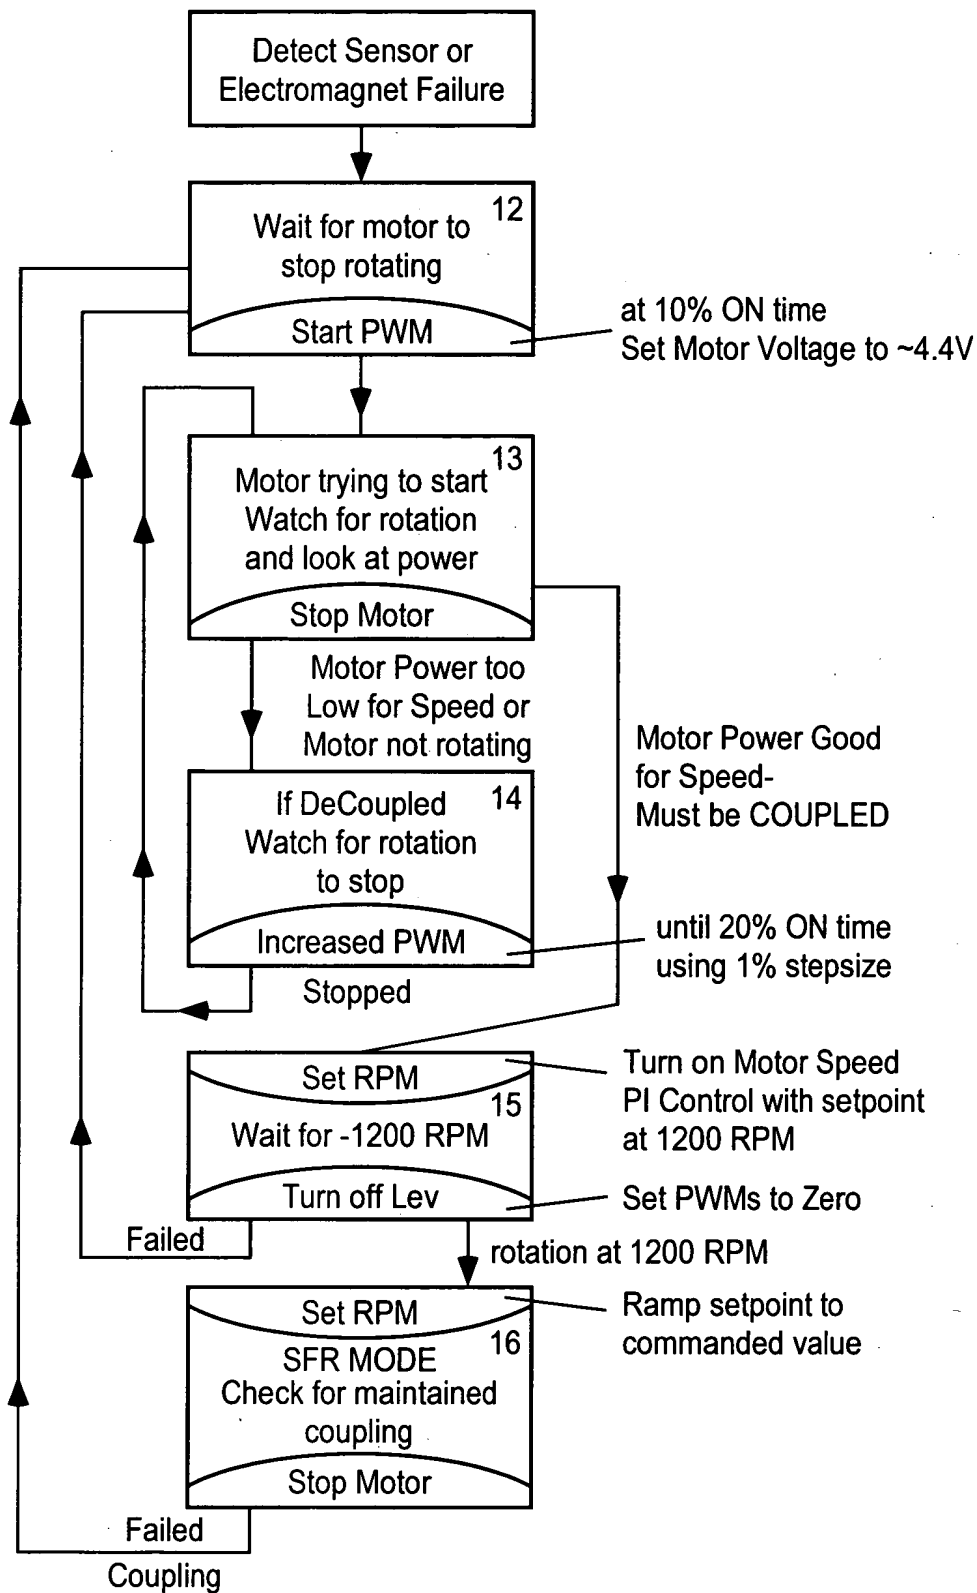 Detect Sensor or
Electromagnet Failure
12
Wait for motor to
stop rotating
Start PWM
at 10% ON time
Set Motor Voltage to ~4.4V
13
Motor trying to start
Watch for rotation
and look at power
Stop Motor
Motor Power too
Low for Speed or
Motor not rotating
Motor Power Good
for Speed-
Must be COUPLED
14
If DeCoupled
Watch for rotation
to stop
Increased PWM
until 20% ON time
using 1% stepsize
Stopped
Set RPM
Turn on Motor Speed
PI Control with setpoint
at 1200 RPM
15
Wait for -1200 RPM
Turn off Lev
Set PWMs to Zero
Failed
rotation at 1200 RPM
Set RPM
Ramp setpoint to
commanded value
16
SFR MODE
Check for maintained
coupling
Stop Motor
Failed
Coupling